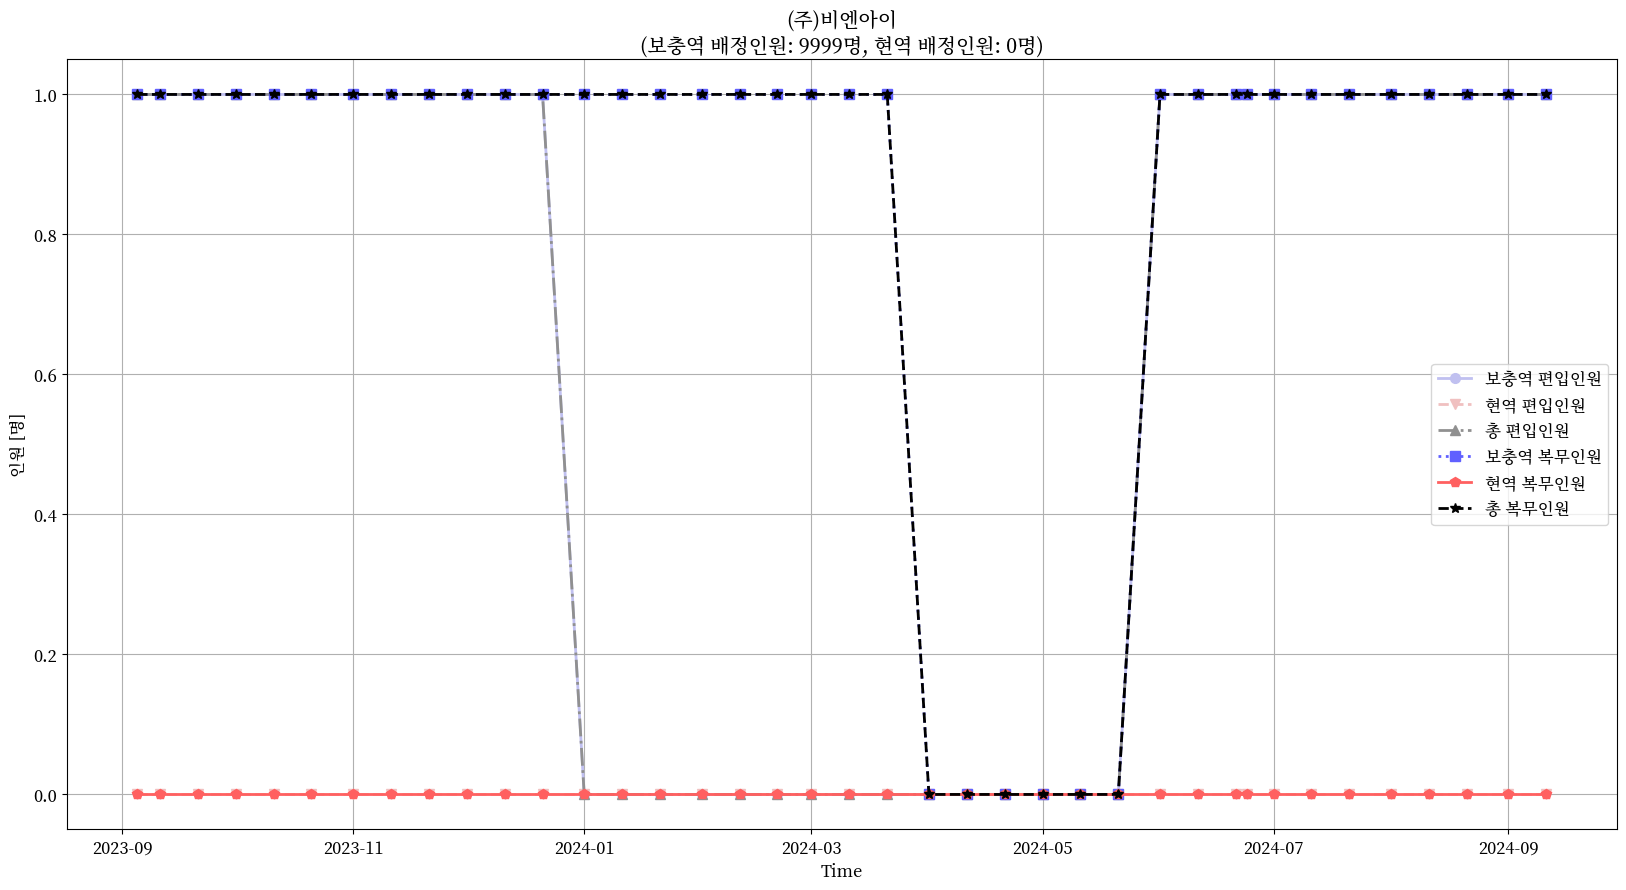 (주)비엔아이
(보충역 배정인원: 9999명, 현역 배정인원: 0명)
인원 [명]
1.0
0.8
0.6
0.4
0.2
0.0
보충역 편입인원
현역 편입인원
총 편입인원
보충역 복무인원
현역 복무인원
총 복무인원
2023-09
2023-11
2024-01
2024-03
2024-05
2024-07
2024-09
Time